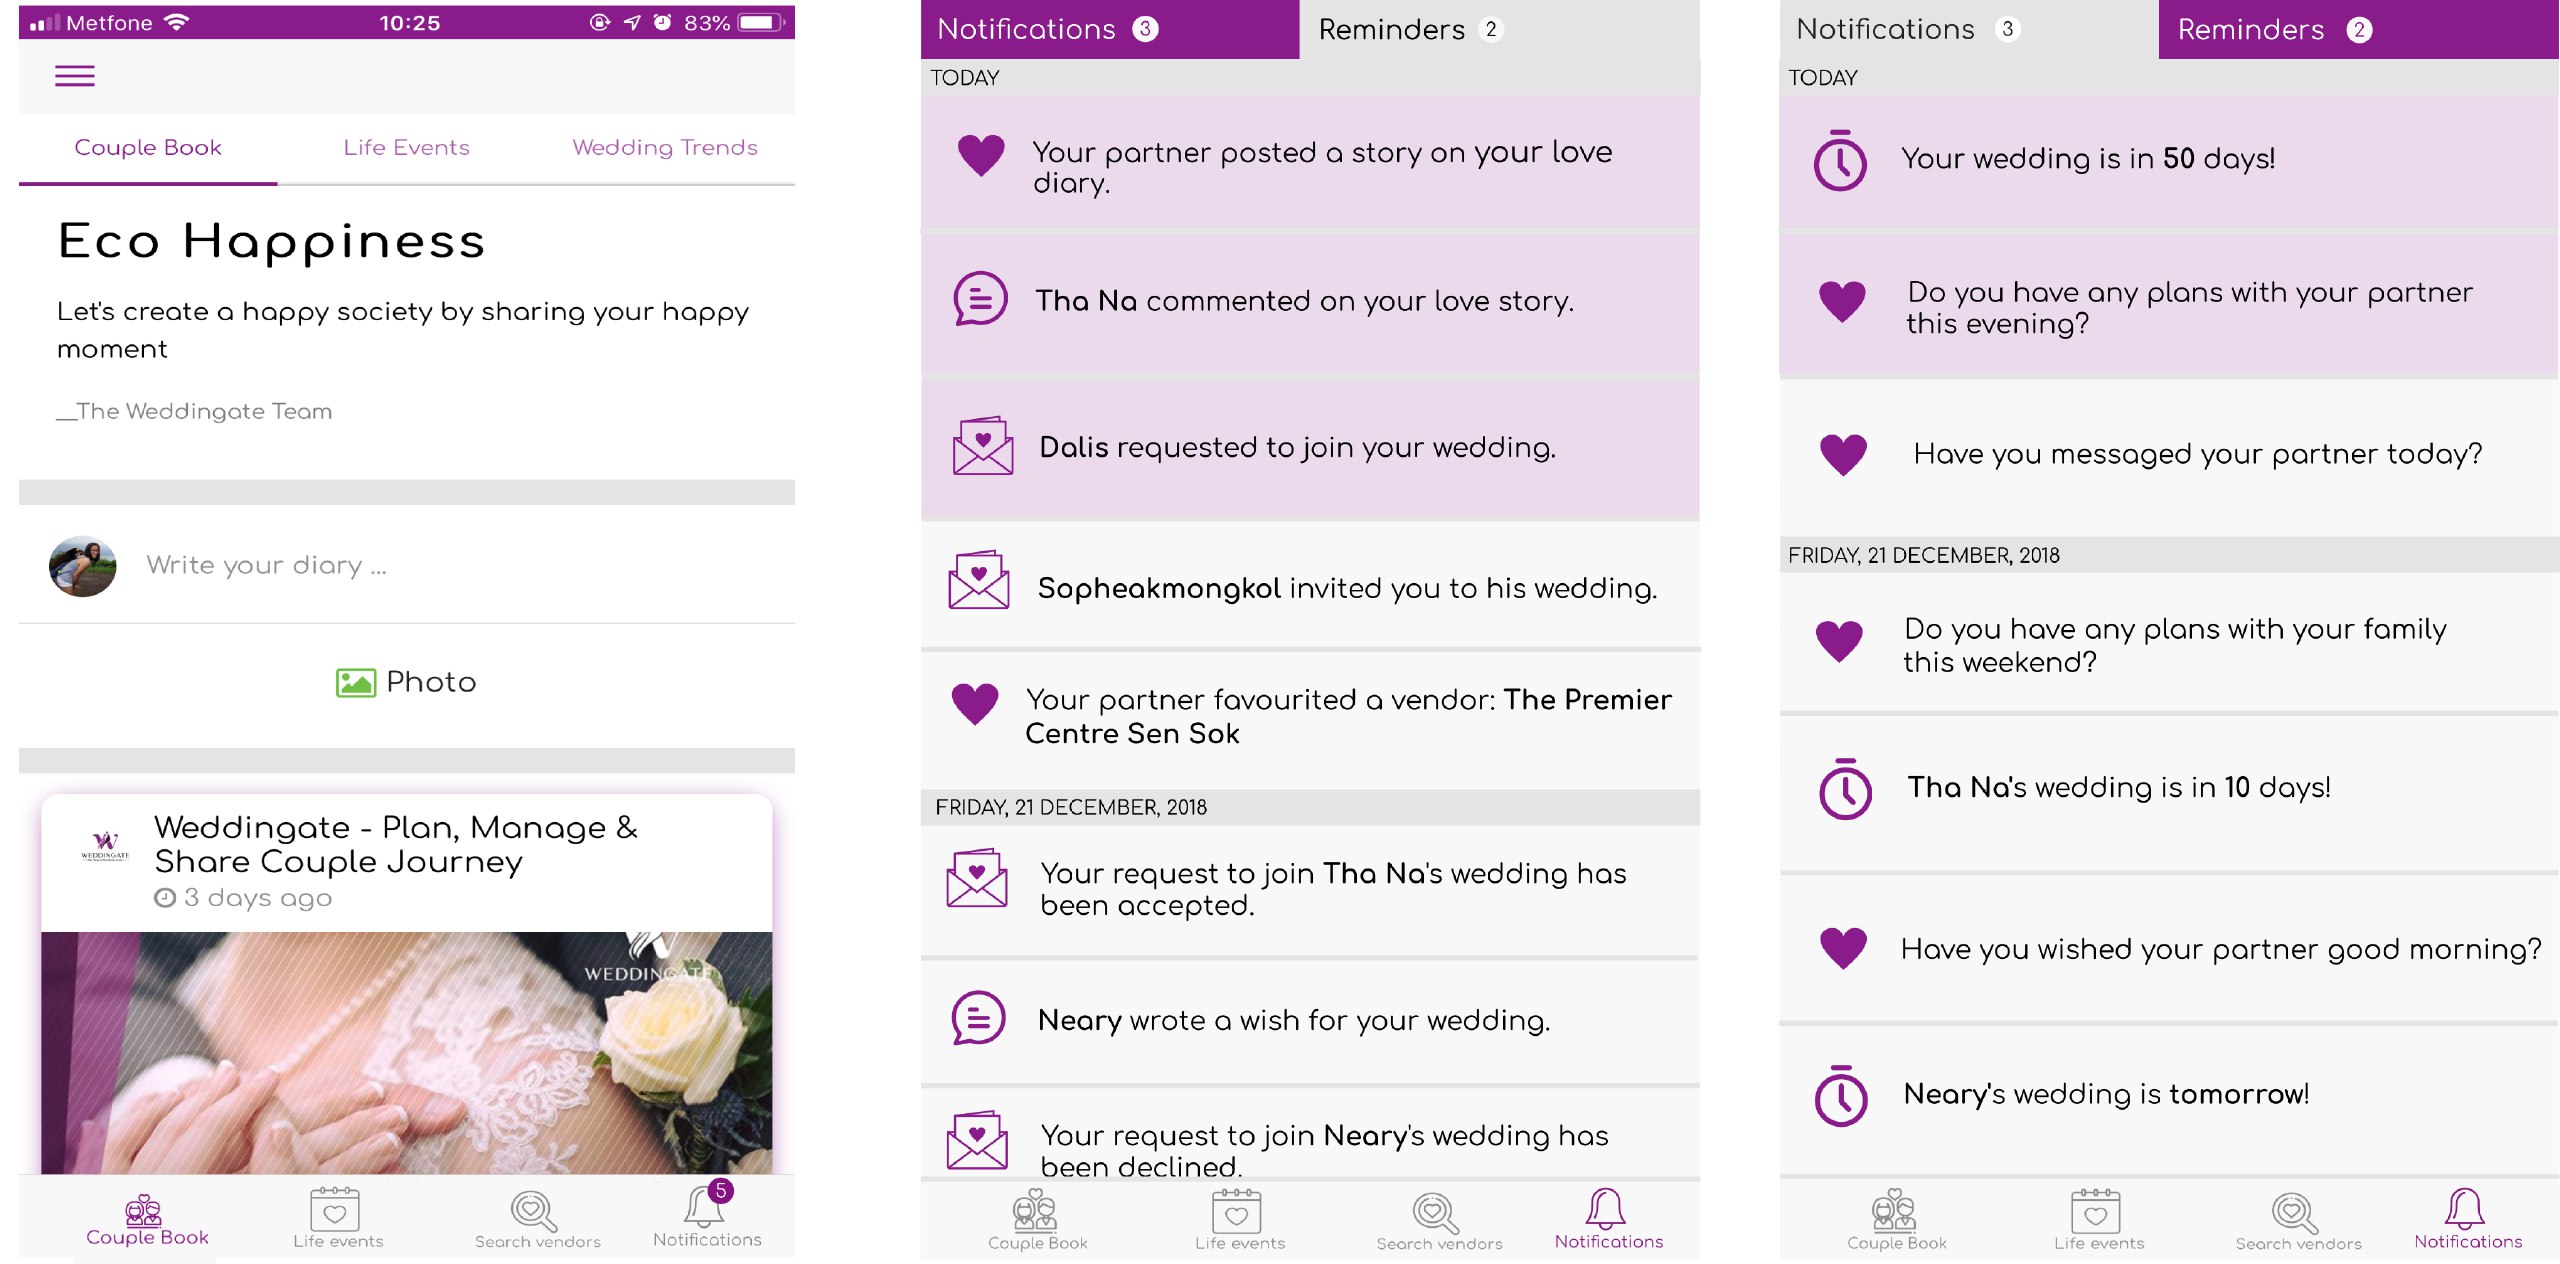 Metfone 10:25 83%
Couple Book Life Events Wedding Trends
Eco Happiness
Let's create a happy society by sharing your happy
moment
__The Weddingate Team
Write your diary ...
Photo
WEDDINGATE
Weddingate - Plan, Manage &
Share Couple Journey
3 days ago
WEDDINGATE
5
Couple Book Life events Search vendors Notifications
Notifications 3 Reminders 2
TODAY
Your partner posted a story on your love
diary.
Tha Na commented on your love story.
Dalis requested to join your wedding.
Sopheakmongkol invited you to his wedding.
Your partner favourited a vendor: The Premier
Centre Sen Sok
FRIDAY, 21 DECEMBER, 2018
Your request to join Tha Na's wedding has
been accepted.
Neary wrote a wish for your wedding.
Your request to join Neary's wedding has
been declined.
Couple Book Life events Search vendors Notifications
Notifications 3 Reminders 2
TODAY
Your wedding is in 50 days!
Do you have any plans with your partner
this evening?
Have you messaged your partner today?
FRIDAY, 21 DECEMBER, 2018
Do you have any plans with your family
this weekend?
Tha Na's wedding is in 10 days!
Have you wished your partner good morning?
Neary's wedding is tomorrow!
Couple Book Life events Search vendors Notifications